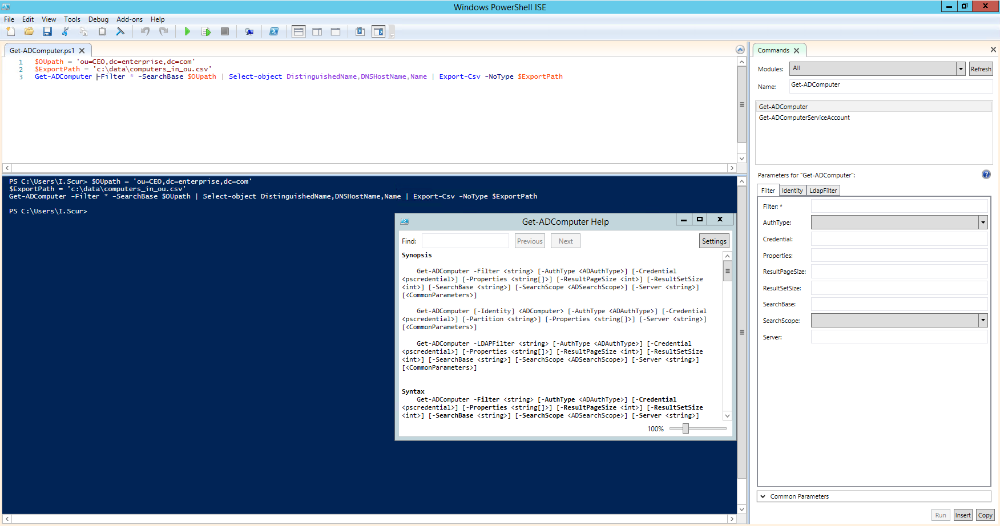 Windows PowerShell ISE
File Edit View Tools Debug Add-ons Help
Get-ADComputer.ps1
1 $OUpath = 'ou=CEO,dc=enterprise,dc=com'
2 $ExportPath = 'c:\data\computers_in_ou.csv'
3 Get-ADComputer -Filter * -SearchBase $OUpath | Select-object DistinguishedName,DNSHostName,Name | Export-Csv -NoType $ExportPath
PS C:\Users\I.Scur> $OUpath = 'ou=CEO,dc=enterprise,dc=com'
$ExportPath = 'c:\data\computers_in_ou.csv'
Get-ADComputer -Filter * -SearchBase $OUpath | Select-object DistinguishedName,DNSHostName,Name | Export-Csv -NoType $ExportPath
PS C:\Users\I.Scur>
Get-ADComputer Help
Find: Previous Next Settings
Synopsis
Get-ADComputer -Filter <string> [-AuthType <ADAuthType>] [-Credential
<pscredential>] [-Properties <string[]>] [-ResultPageSize <int>] [-ResultSetSize
<int>] [-SearchBase <string>] [-SearchScope <ADSearchScope>] [-Server <string>]
[<CommonParameters>]
Get-ADComputer [-Identity] <ADComputer> [-AuthType <ADAuthType>] [-Credential
<pscredential>] [-Partition <string>] [-Properties <string[]>] [-Server <string>]
[<CommonParameters>]
Get-ADComputer -LDAPFilter <string> [-AuthType <ADAuthType>] [-Credential
<pscredential>] [-Properties <string[]>] [-ResultPageSize <int>] [-ResultSetSize
<int>] [-SearchBase <string>] [-SearchScope <ADSearchScope>] [-Server <string>]
[<CommonParameters>]
Syntax
Get-ADComputer -Filter <string> [-AuthType <ADAuthType>] [-Credential
<pscredential>] [-Properties <string[]>] [-ResultPageSize <int>] [-ResultSetSize
<int>] [-SearchBase <string>] [-SearchScope <ADSearchScope>] [-Server <string>]
100%
Commands
Modules: All Refresh
Name: Get-ADComputer
Get-ADComputer
Get-ADComputerServiceAccount
Parameters for "Get-ADComputer":
Filter Identity LdapFilter
Filter: *
AuthType:
Credential:
Properties:
ResultPageSize:
ResultSetSize:
SearchBase:
SearchScope:
Server:
Common Parameters
Run Insert Copy